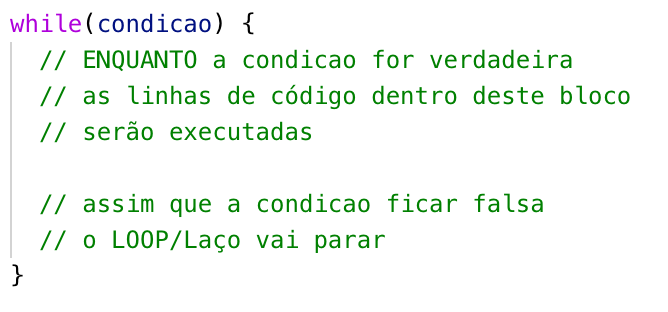 while(condicao) {
// ENQUANTO a condicao for verdadeira
// as linhas de código dentro deste bloco
// serão executadas
// assim que a condicao ficar falsa
// o LOOP/Laço vai parar
}